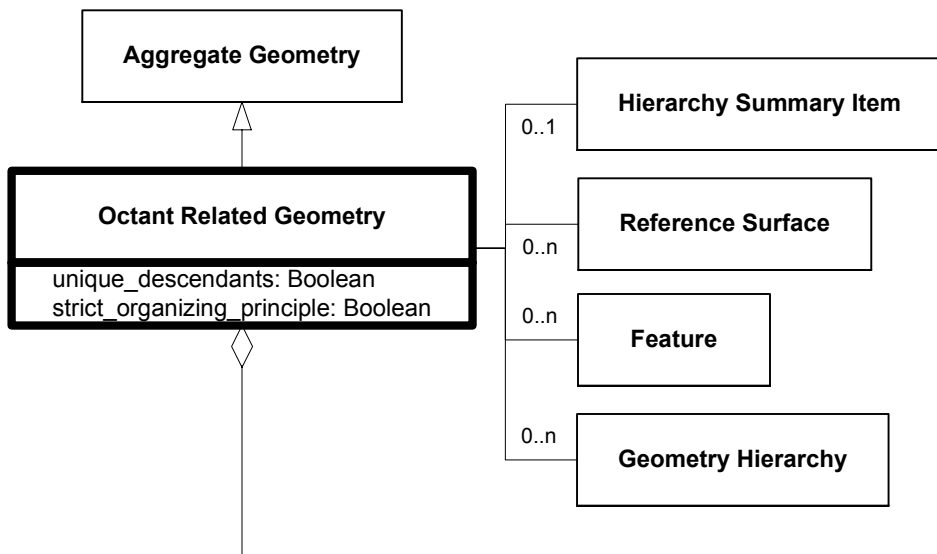 Aggregate Geometry
Octant Related Geometry
unique_descendants: Boolean
strict_organizing_principle: Boolean
0..1
Hierarchy Summary Item
0..n
Reference Surface
0..n
Feature
0..n
Geometry Hierarchy